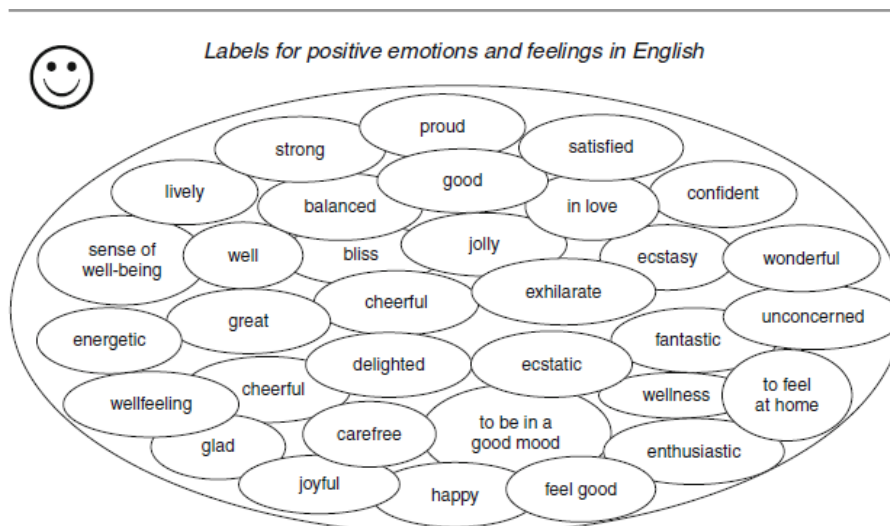 Labels for positive emotions and feelings in English
proud
strong
satisfied
good
lively
confident
balanced
in love
jolly
sense of
well-being
well
bliss
ecstasy
wonderful
exhilarate
cheerful
great
unconcerned
energetic
fantastic
delighted
ecstatic
cheerful
wellness
to feel
at home
wellfeeling
to be in a
good mood
carefree
glad
enthusiastic
joyful
happy
feel good